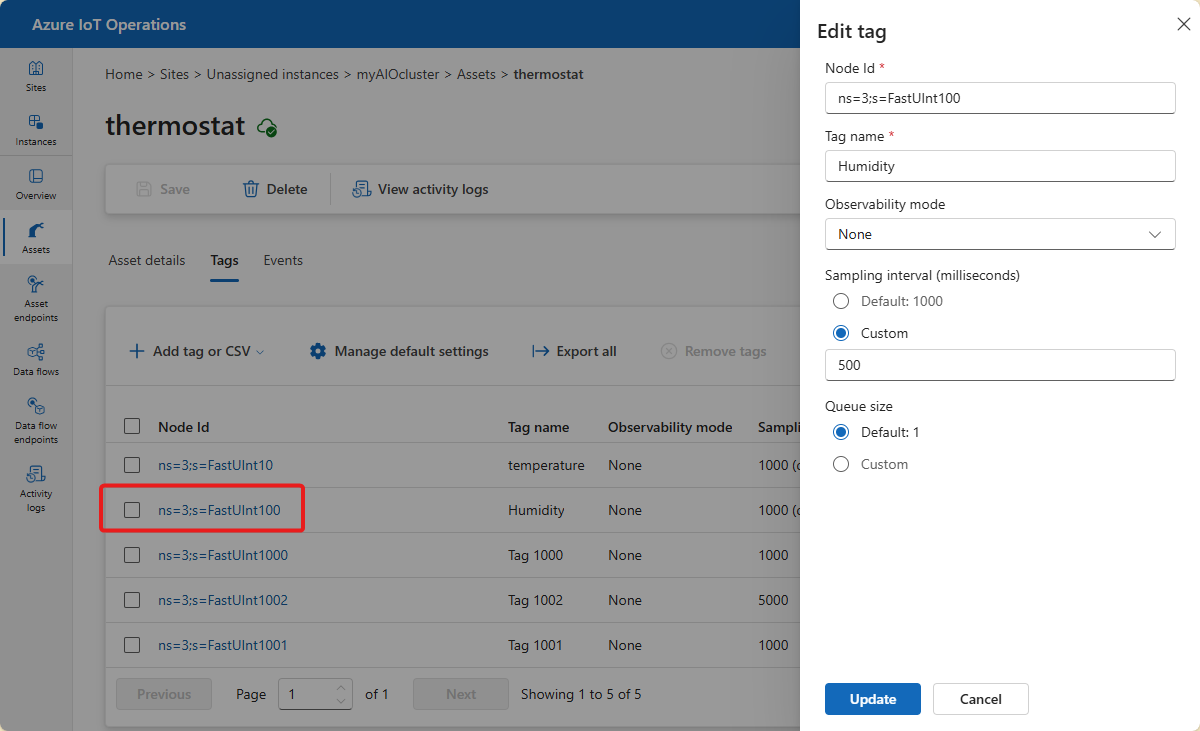 Azure IoT Operations
Sites
Instances
Overview
Assets
Asset
endpoints
Data flows
Data flow
endpoints
Activity
logs
Home > Sites > Unassigned instances > myAIOcluster > Assets > thermostat
thermostat
Save Delete View activity logs
Asset details Tags Events
Add tag or CSV Manage default settings Export all Remove tags
Node Id Tag name Observability mode Sampli
ns=3;s=FastUInt10 temperature None 1000 (
ns=3;s=FastUInt100 Humidity None 1000 (
ns=3;s=FastUInt1000 Tag 1000 None 1000
ns=3;s=FastUInt1002 Tag 1002 None 5000
ns=3;s=FastUInt1001 Tag 1001 None 1000
Previous Page 1 of 1 Next Showing 1 to 5 of 5
Edit tag
Node Id *
ns=3;s=FastUInt100
Tag name *
Humidity
Observability mode
None
Sampling interval (milliseconds)
Default: 1000
Custom
500
Queue size
Default: 1
Custom
Update Cancel